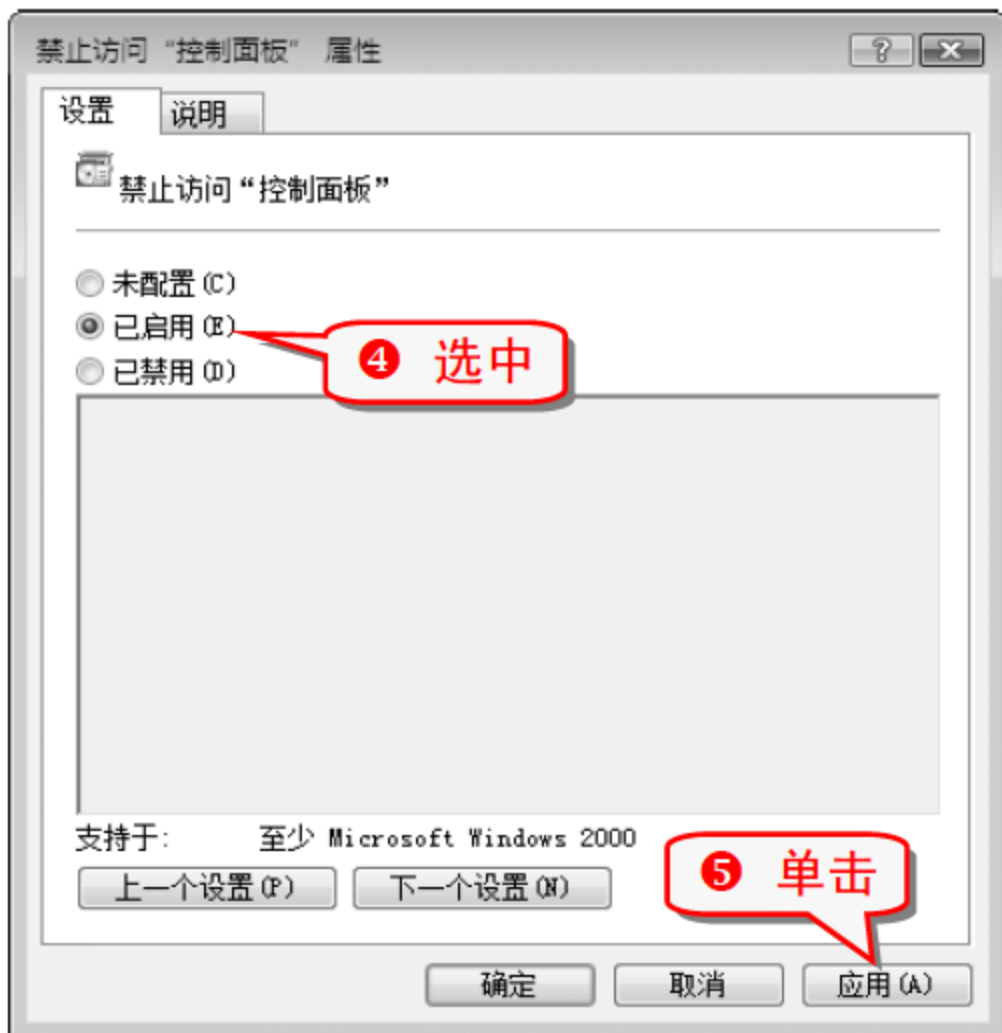 禁止访问“控制面板” 属性
设置 说明
禁止访问“控制面板”
未配置(C)
已启用(E)
❹ 选中
已禁用(D)
支持于: 至少 Microsoft Windows 2000
上一个设置(P) 下一个设置(N)
❺ 单击
确定 取消 应用(A)